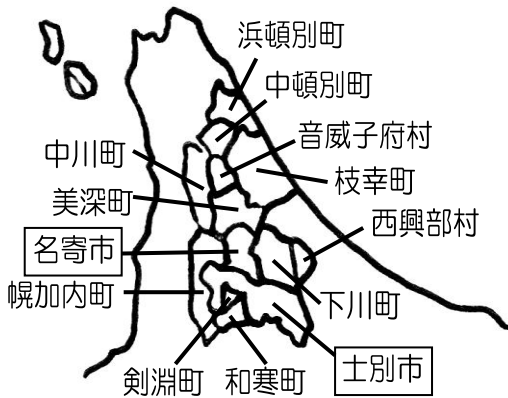 浜頓別町
中頓別町
音威子府村
中川町
枝幸町
美深町
西興部村
名寄市
幌加内町
下川町
剣淵町
和寒町
士別市